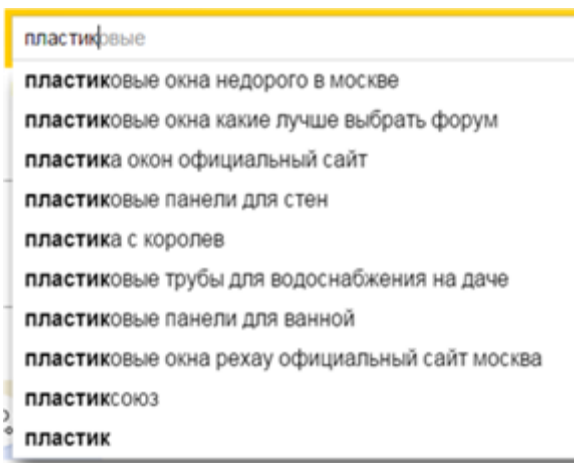 пластиковые
пластиковые окна недорого в москве
пластиковые окна какие лучше выбрать форум
пластика окон официальный сайт
пластиковые панели для стен
пластика с королев
пластиковые трубы для водоснабжения на даче
пластиковые панели для ванной
пластиковые окна рехау официальный сайт москва
пластиксоюз
пластик